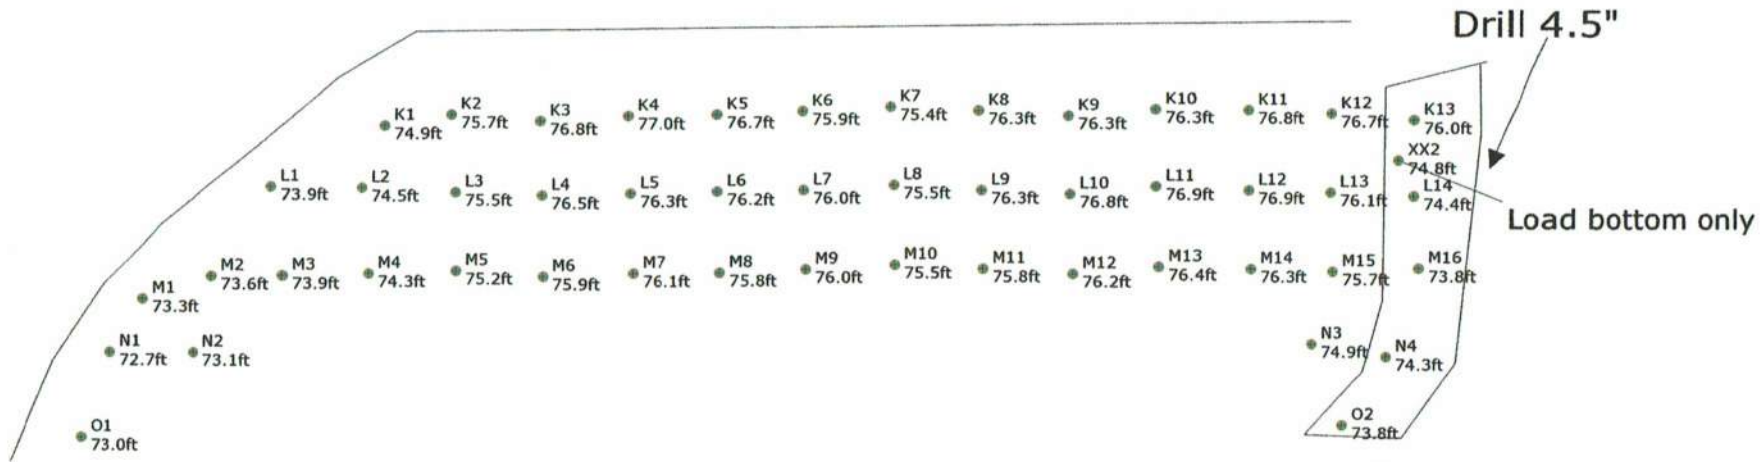 Drill 4.5"
K1
74.9ft
K2
75.7ft
K3
76.8ft
K4
77.0ft
K5
76.7ft
K6
75.9ft
K7
75.4ft
K8
76.3ft
K9
76.3ft
K10
76.3ft
K11
76.8ft
K12
76.7ft
K13
76.0ft
XX2
74.8ft
L1
73.9ft
L2
74.5ft
L3
75.5ft
L4
76.5ft
L5
76.3ft
L6
76.2ft
L7
76.0ft
L8
75.5ft
L9
76.3ft
L10
76.8ft
L11
76.9ft
L12
76.9ft
L13
76.1ft
L14
74.4ft
Load bottom only
M1
73.3ft
M2
73.6ft
M3
73.9ft
M4
74.3ft
M5
75.2ft
M6
75.9ft
M7
76.1ft
M8
75.8ft
M9
76.0ft
M10
75.5ft
M11
75.8ft
M12
76.2ft
M13
76.4ft
M14
76.3ft
M15
75.7ft
M16
73.8ft
N1
72.7ft
N2
73.1ft
N3
74.9ft
N4
74.3ft
O1
73.0ft
O2
73.8ft